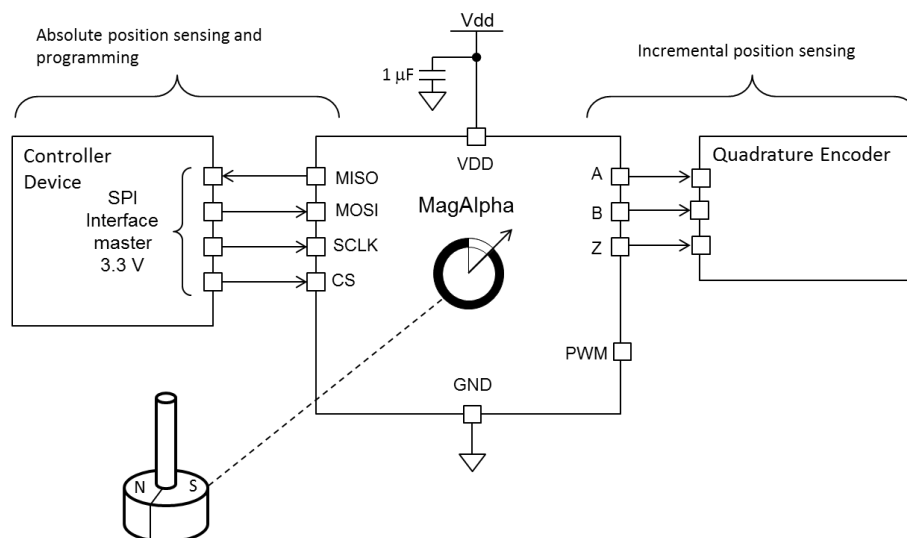 Absolute position sensing and
programming
Vdd
1 μF
Incremental position sensing
Controller
Device
SPI
Interface
master
3.3 V
MISO
MOSI
SCLK
CS
VDD
MagAlpha
GND
A
B
Z
PWM
Quadrature Encoder
N
S